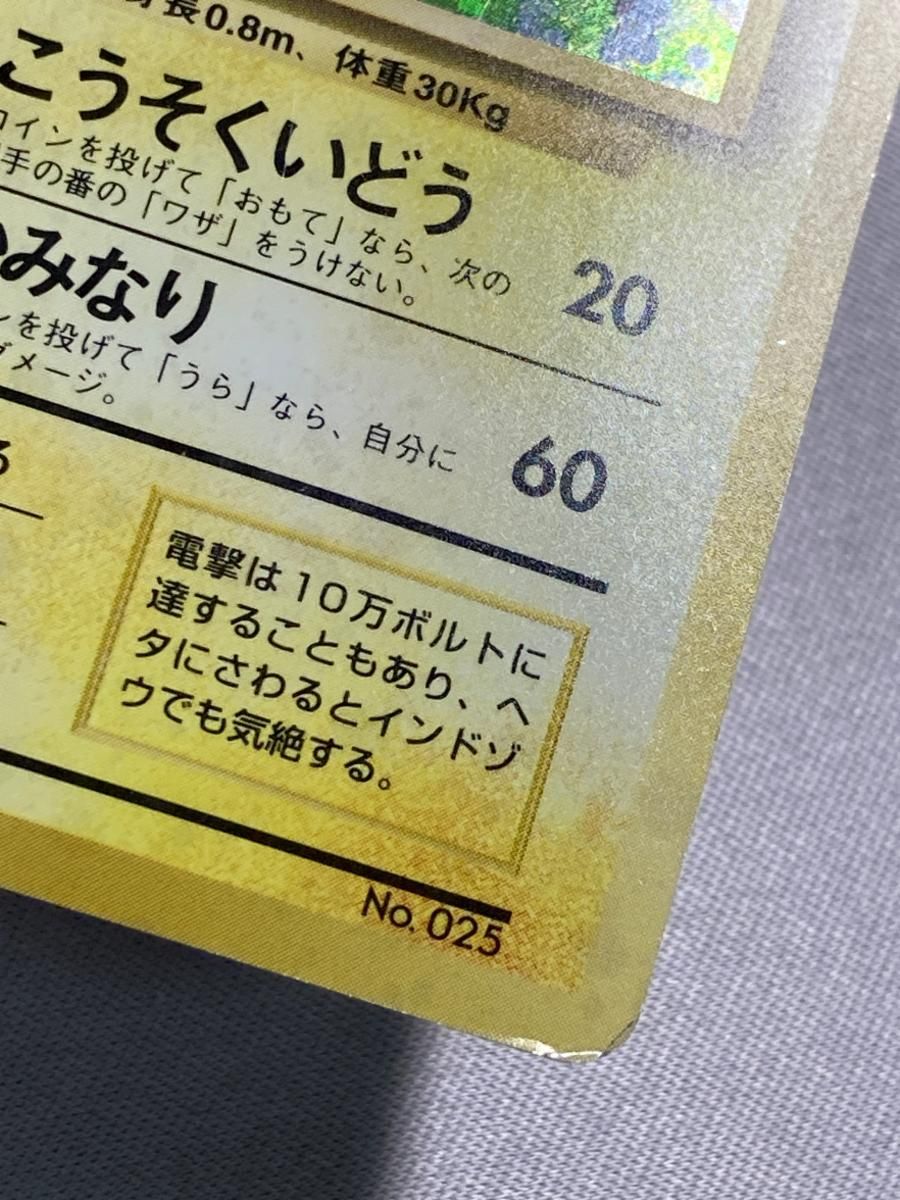 身長0.8m、体重30Kg
こうそくいどう
コインを投げて「おもて」なら、次の
手の番の「ワザ」をうけない。
20
かみなり
ンを投げて「うら」なら、自分に
ダメージ。
60
る
電撃は10万ボルトに
達することもあり、ヘ
タにさわるとインドゾ
ウでも気絶する。
No. 025